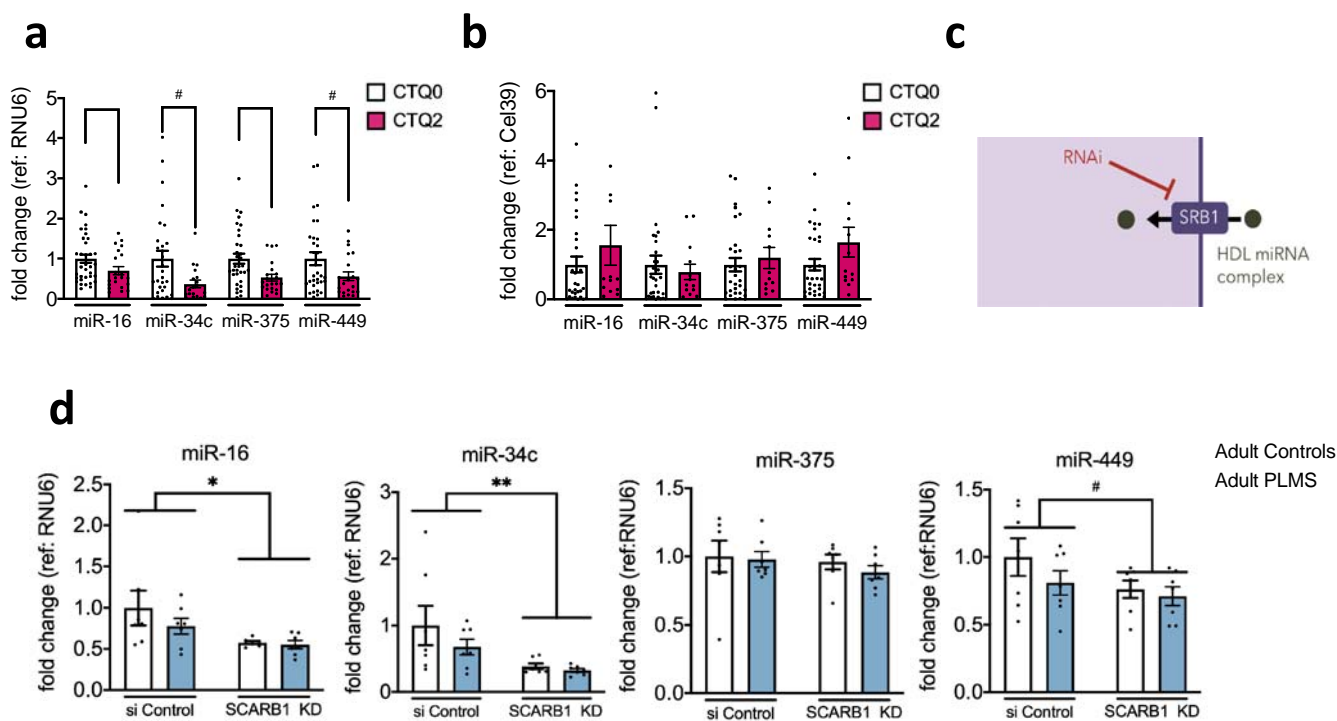 a
fold change (ref: RNU6)
5
4
3
2
1
0
#
#
CTQ0
CTQ2
miR-16 miR-34c miR-375 miR-449
b
fold change (ref: Cel39)
6
4
2
0
CTQ0
CTQ2
miR-16 miR-34c miR-375 miR-449
c
RNAi
SRB1
HDL miRNA
complex
d
miR-16
fold change (ref: RNU6)
2.5
2.0
1.5
1.0
0.5
0.0
*
si Control SCARB1 KD
miR-34c
fold change (ref: RNU6)
3
2
1
0
**
si Control SCARB1 KD
miR-375
fold change (ref:RNU6)
1.5
1.0
0.5
0.0
si Control SCARB1 KD
miR-449
fold change (ref:RNU6)
1.5
1.0
0.5
0.0
#
si Control SCARB1 KD
Adult Controls
Adult PLMS